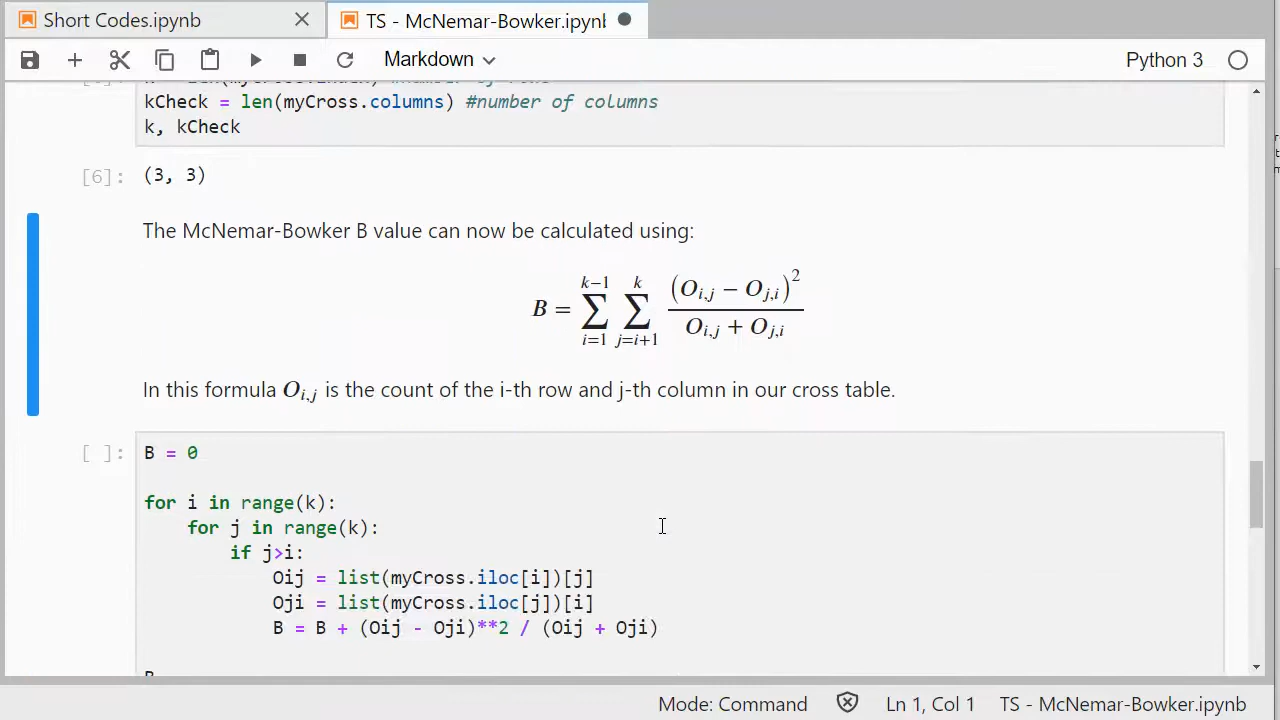 Short Codes.ipynb
TS - McNemar-Bowker.ipynb
Markdown
Python 3
kCheck = len(myCross.columns) #number of columns
k, kCheck
[6]: (3, 3)
The McNemar-Bowker B value can now be calculated using:
B = \sum_{i=1}^{k-1} \sum_{j=i+1}^{k} \frac{(O_{i,j} - O_{j,i})^2}{O_{i,j} + O_{j,i}}
In this formula O_{i,j} is the count of the i-th row and j-th column in our cross table.
[ ]: B = 0
for i in range(k):
for j in range(k):
if j>i:
Oij = list(myCross.iloc[i])[j]
Oji = list(myCross.iloc[j])[i]
B = B + (Oij - Oji)**2 / (Oij + Oji)
Mode: Command
Ln 1, Col 1
TS - McNemar-Bowker.ipynb